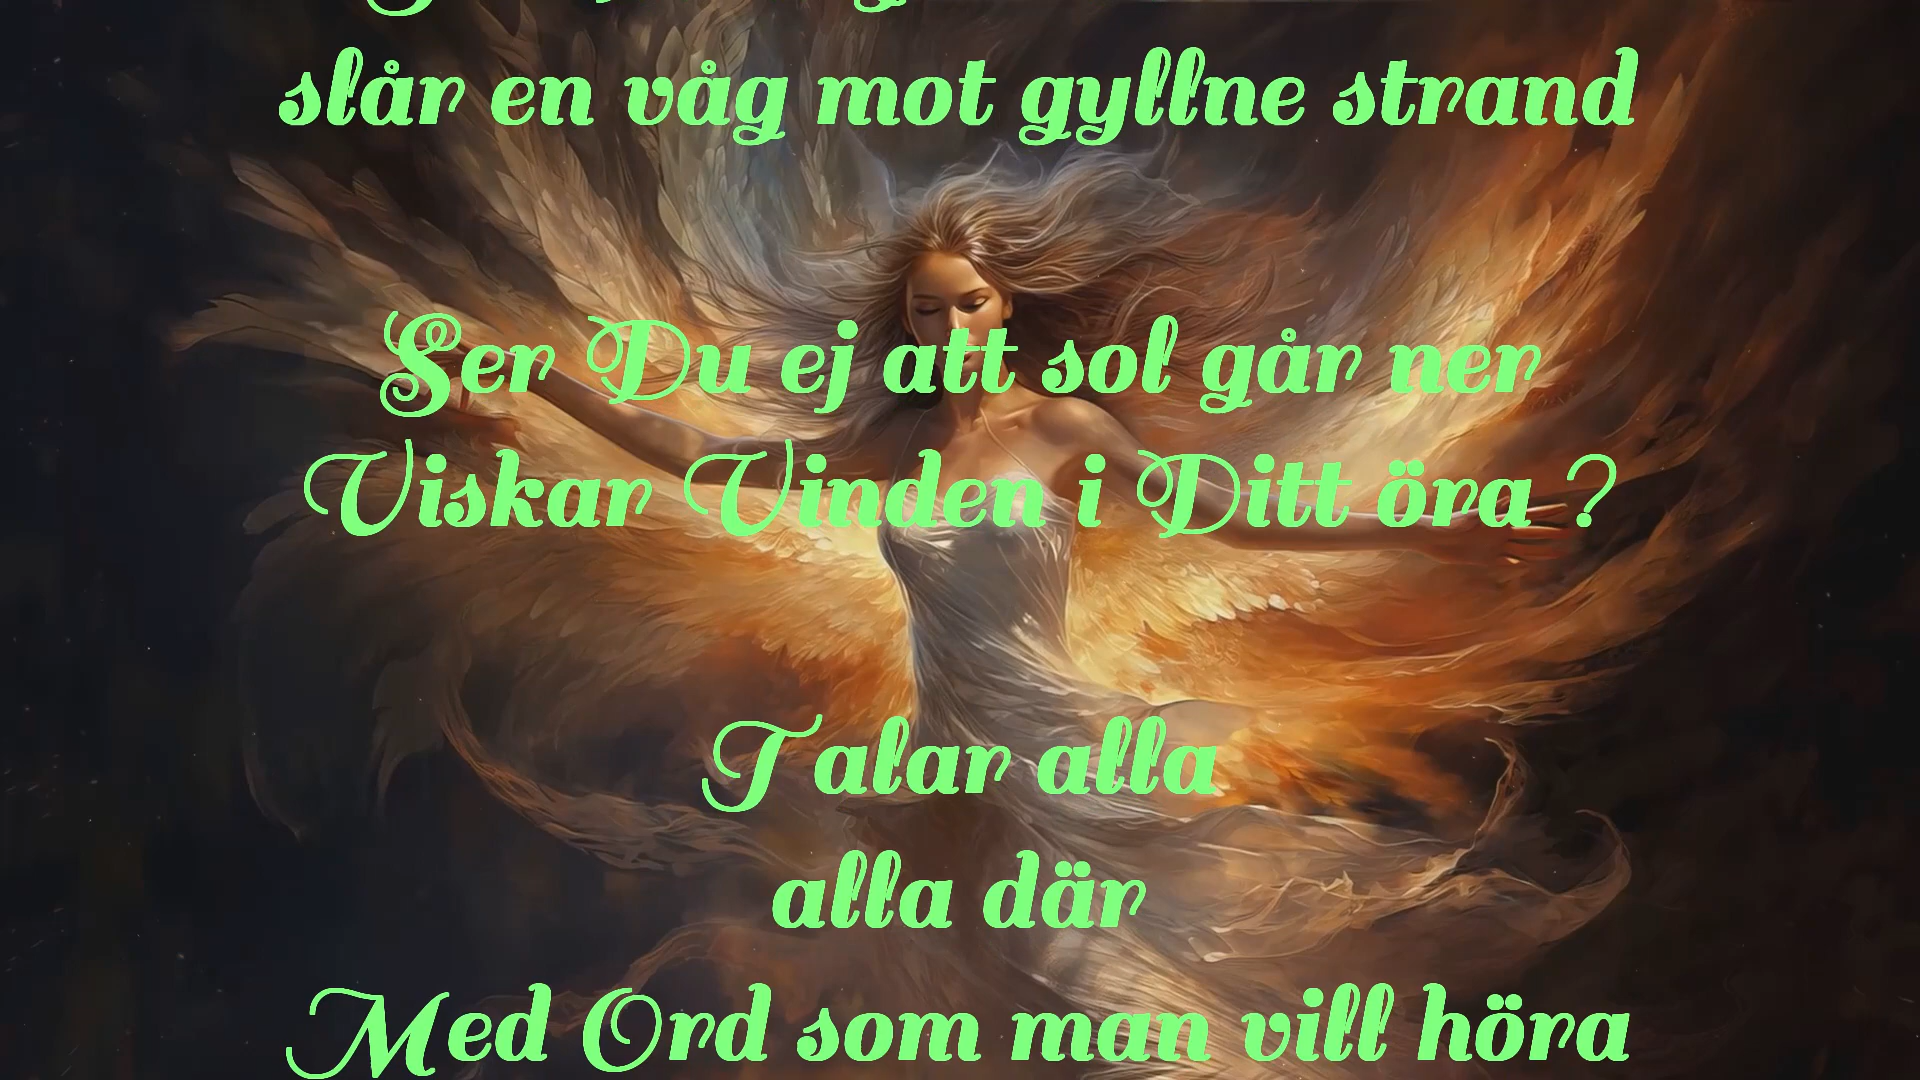 slår en våg mot gyllne strand
Ser Du ej att sol går ner
Viskar Vinden i Ditt öra ?
Talar alla
alla där
Med Ord som man vill höra